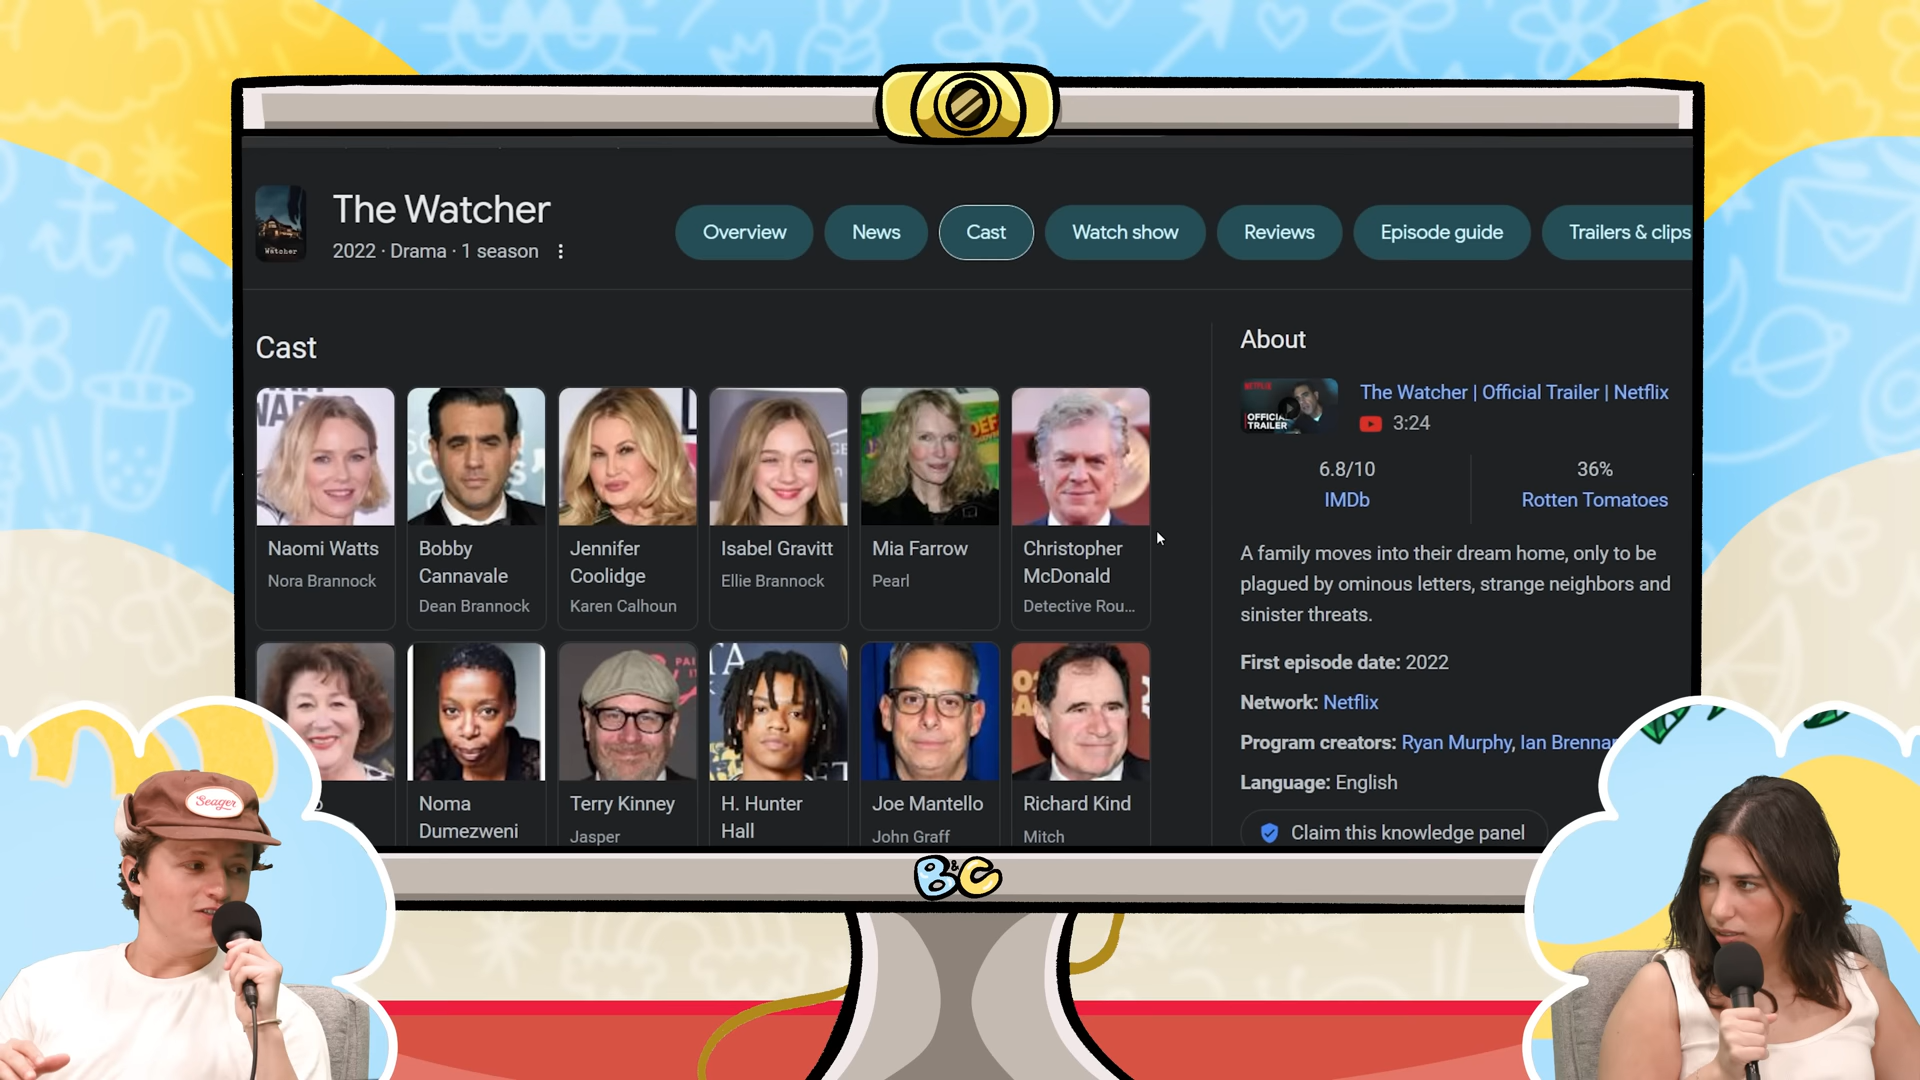 The Watcher
2022 · Drama · 1 season
Overview
News
Cast
Watch show
Reviews
Episode guide
Trailers & clips
Watcher
Cast
About
NETFLIX
OFFICIAL
TRAILER
The Watcher | Official Trailer | Netflix
3:24
6.8/10
IMDb
36%
Rotten Tomatoes
A family moves into their dream home, only to be
plagued by ominous letters, strange neighbors and
sinister threats.
First episode date: 2022
Network: Netflix
Program creators: Ryan Murphy, Ian Brennan
Language: English
Claim this knowledge panel
Naomi Watts
Nora Brannock
Bobby
Cannavale
Dean Brannock
Jennifer
Coolidge
Karen Calhoun
Isabel Gravitt
Ellie Brannock
Mia Farrow
Pearl
Christopher
McDonald
Detective Rou...
Noma
Dumezweni
Terry Kinney
Jasper
H. Hunter
Hall
Joe Mantello
John Graff
Richard Kind
Mitch
Seager
B&C